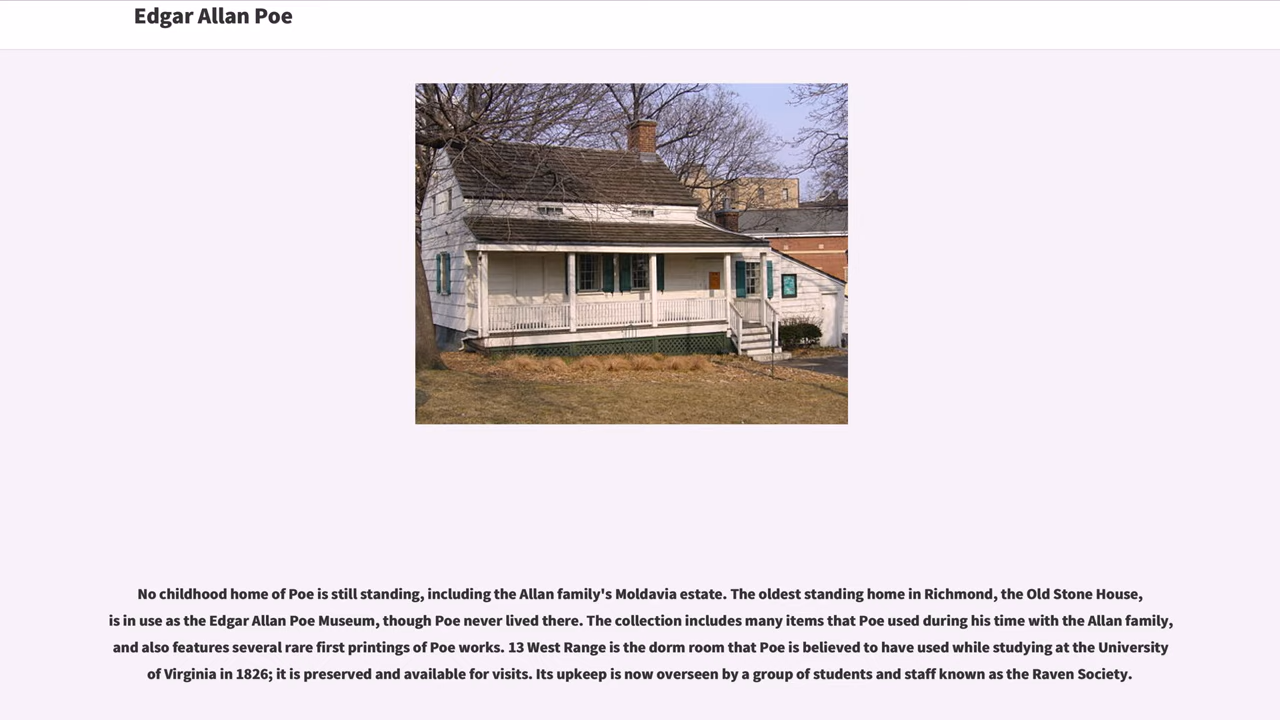 Edgar Allan Poe
No childhood home of Poe is still standing, including the Allan family's Moldavia estate. The oldest standing home in Richmond, the Old Stone House,
is in use as the Edgar Allan Poe Museum, though Poe never lived there. The collection includes many items that Poe used during his time with the Allan family,
and also features several rare first printings of Poe works. 13 West Range is the dorm room that Poe is believed to have used while studying at the University
of Virginia in 1826; it is preserved and available for visits. Its upkeep is now overseen by a group of students and staff known as the Raven Society.